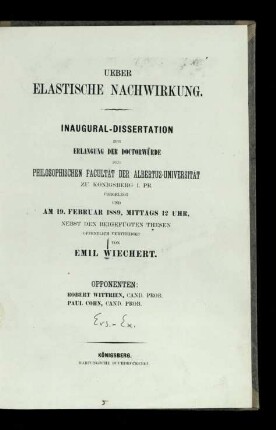 UEBER
ELASTISCHE NACHWIRKUNG.
INAUGURAL-DISSERTATION
ZUR
ERLANGUNG DER DOCTORWÜRDE
DER
PHILOSOPHISCHEN FACULTÄT DER ALBERTUS-UNIVERSITÄT
ZU KÖNIGSBERG I. PR.
UND
AM 19. FEBRUAR 1889, MITTAGS 12 UHR,
NEBST DEN BEIGEFÜGTEN THESEN
VON
EMIL WIECHERT.
OPPONENTEN:
ROBERT CAND. PROB.
PAUL COHN, CAND. PROB.
KÖNIGSBERG.